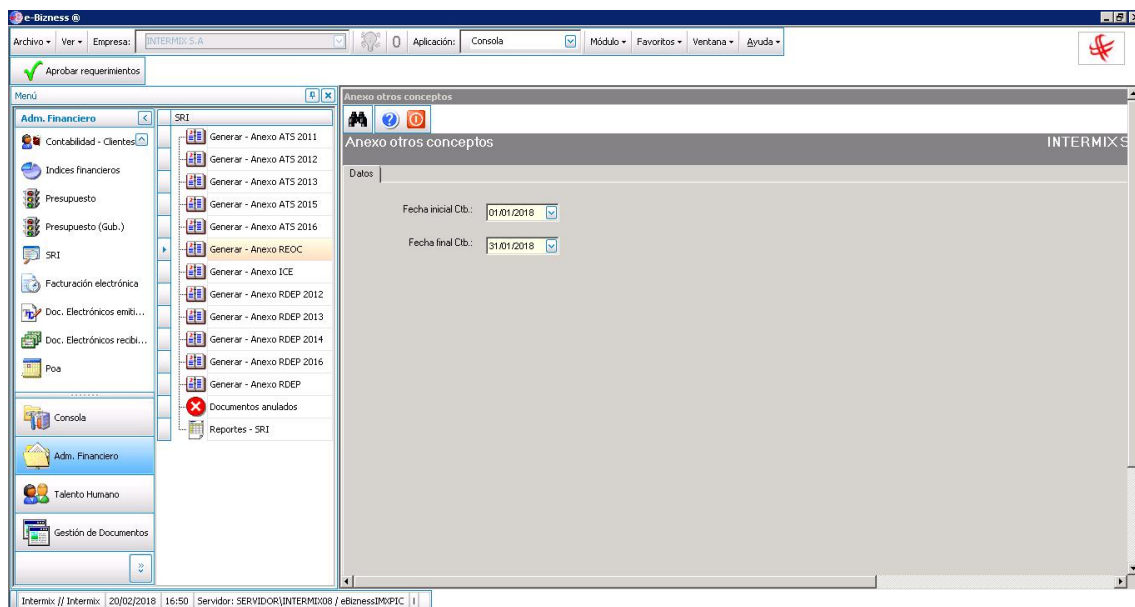 e-Bizness ®
Archivo Ver Empresa: INTERMIX S.A 0 Aplicación: Consola Módulo Favoritos Ventana Ayuda
Aprobar requerimientos
Menú
Adm. Financiero
Contabilidad - Clientes
Indices financieros
Presupuesto
Presupuesto (Gub.)
SRI
Facturación electrónica
Doc. Electrónicos emiti...
Doc. Electrónicos recibi...
Poa
Consola
Adm. Financiero
Talento Humano
Gestión de Documentos
SRI
Generar - Anexo ATS 2011
Generar - Anexo ATS 2012
Generar - Anexo ATS 2013
Generar - Anexo ATS 2015
Generar - Anexo ATS 2016
Generar - Anexo REOC
Generar - Anexo ICE
Generar - Anexo RDEP 2012
Generar - Anexo RDEP 2013
Generar - Anexo RDEP 2014
Generar - Anexo RDEP 2016
Generar - Anexo RDEP
Documentos anulados
Reportes - SRI
Anexo otros conceptos
Anexo otros conceptos INTERMIX S
Datos
Fecha inicial Ctb.: 01/01/2018
Fecha final Ctb.: 31/01/2018
Intermix // Intermix 20/02/2018 16:50 Servidor: SERVIDOR\INTERMIX08 / eBiznessIMXPIC